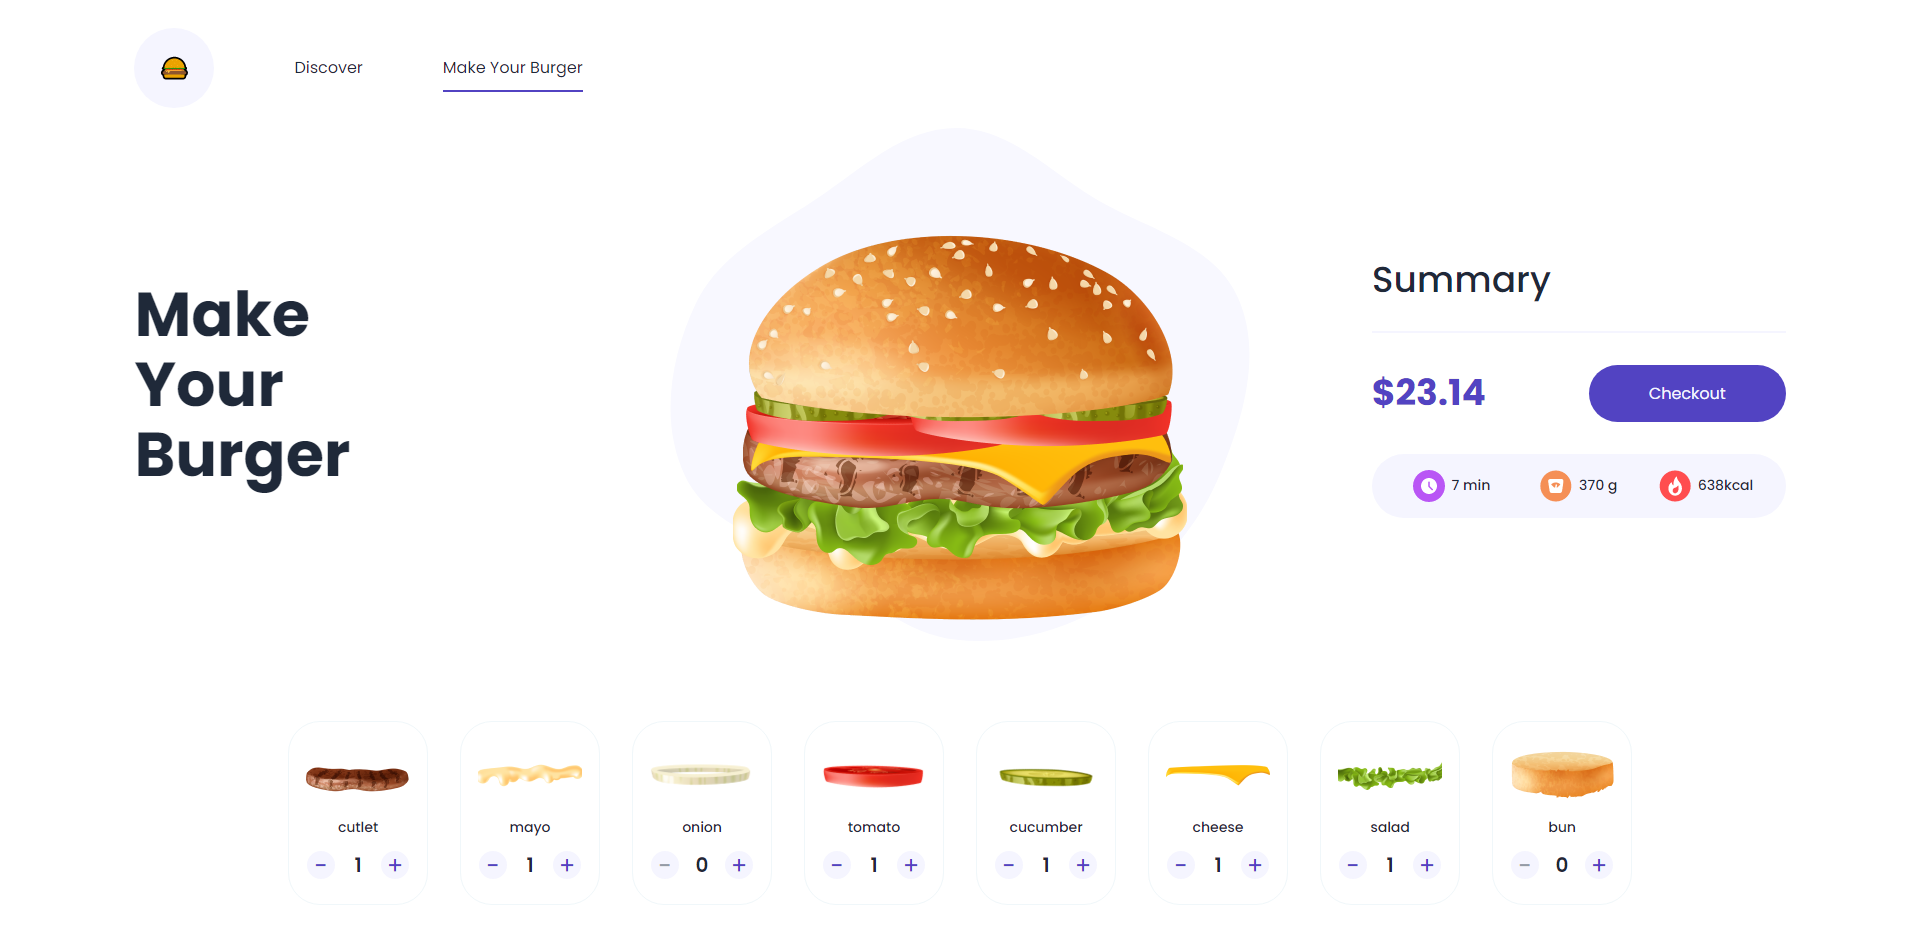 Discover
Make Your Burger
Make
Your
Burger
Summary
$23.14
Checkout
7 min
370 g
638kcal
cutlet
− 1 +
mayo
− 1 +
onion
− 0 +
tomato
− 1 +
cucumber
− 1 +
cheese
− 1 +
salad
− 1 +
bun
− 0 +